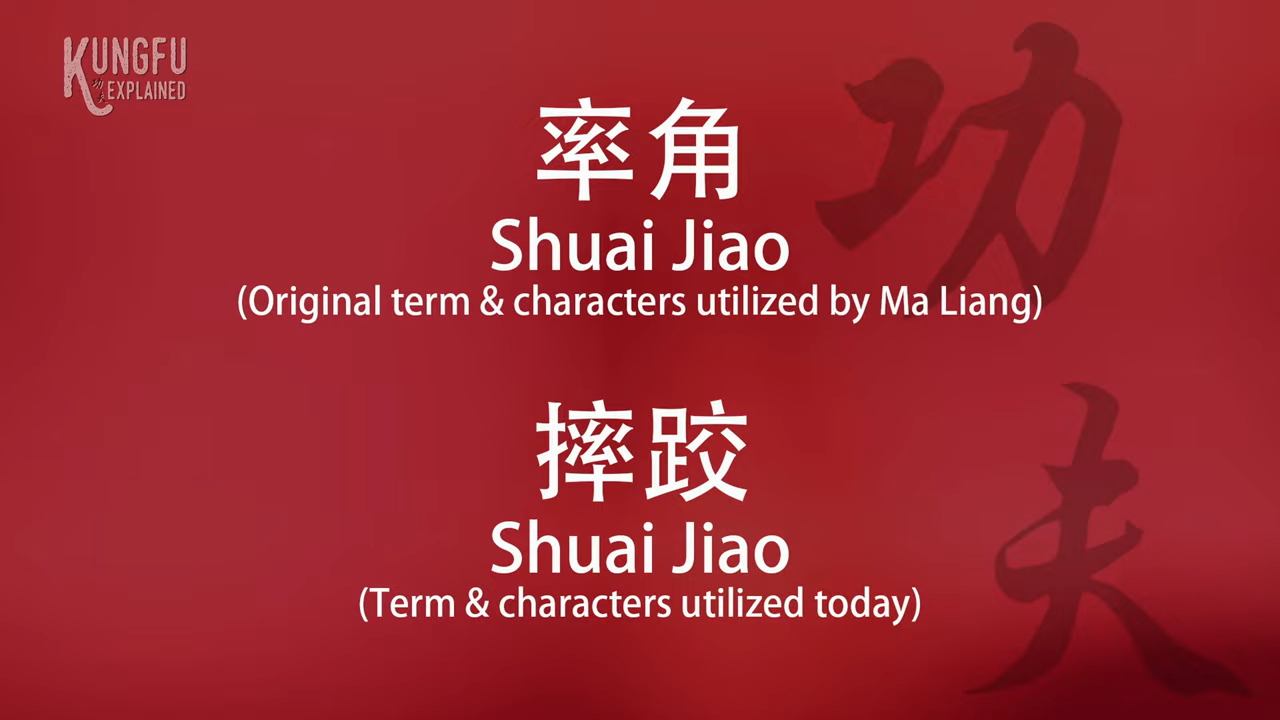 KUNGFU
EXPLAINED
率角
Shuai Jiao
(Original term & characters utilized by Ma Liang)
摔跤
Shuai Jiao
(Term & characters utilized today)
功夫